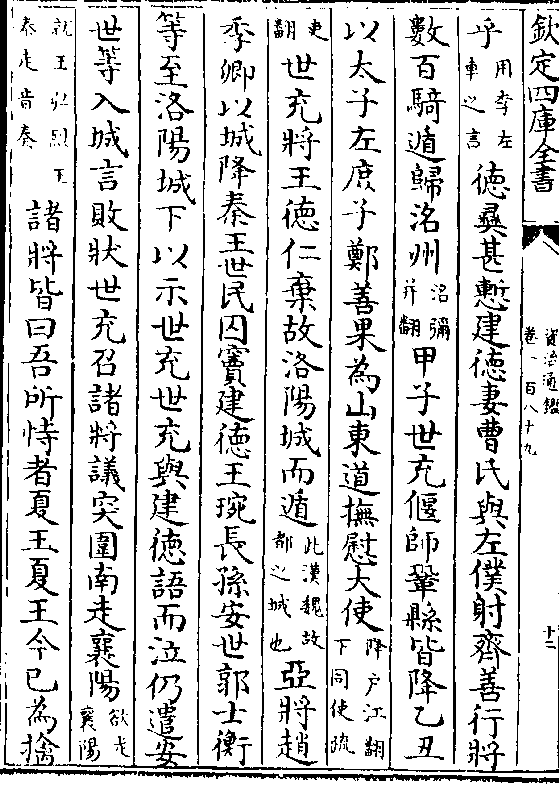 欽定四庫全書
資治通鑑
卷一百八十九
十二
乎
用李左
車之言
德彝甚慙建德妻曹氏與左僕射齊善行將
數百騎遁歸洺州
洺彌
并翻
甲子世充偃師鞏縣皆降乙丑
以太子左庶子鄭善果為山東道撫慰大使
降户江翻
下同使疏
吏
翻
世充將王德仁棄故洛陽城而遁
此漢魏故
都之城也
亞將趙
季卿以城降秦王世民囚竇建德王琬長孫安世郭士衡
等至洛陽城下以示世充世充與建德語而泣仍遣安
世等入城言敗狀世充召諸將議突圍南走襄陽
欲走
襄陽
就王弘烈王
泰走音奏
諸將皆曰吾所恃者夏王夏王今已為擒